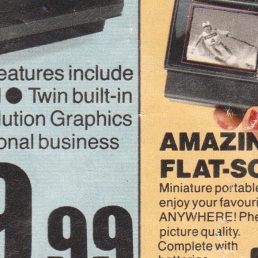 eatures include
● Twin built-in
lution Graphics
onal business
9.99
AMAZIN
FLAT-SC
Miniature portable
enjoy your favouri
ANYWHERE! Phe
picture quality.
Complete with